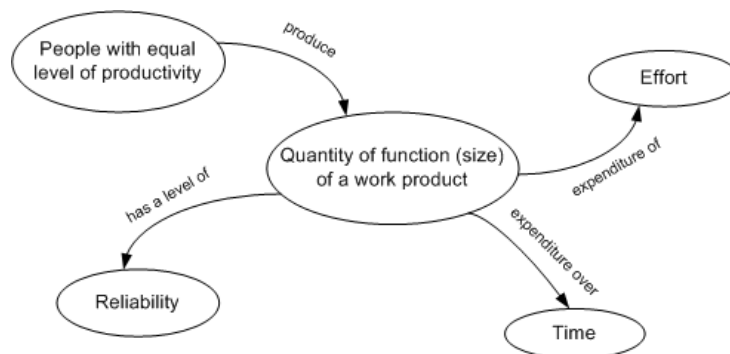 People with equal
level of productivity
produce
Effort
Quantity of function (size)
of a work product
expenditure of
has a level of
expenditure over
Reliability
Time